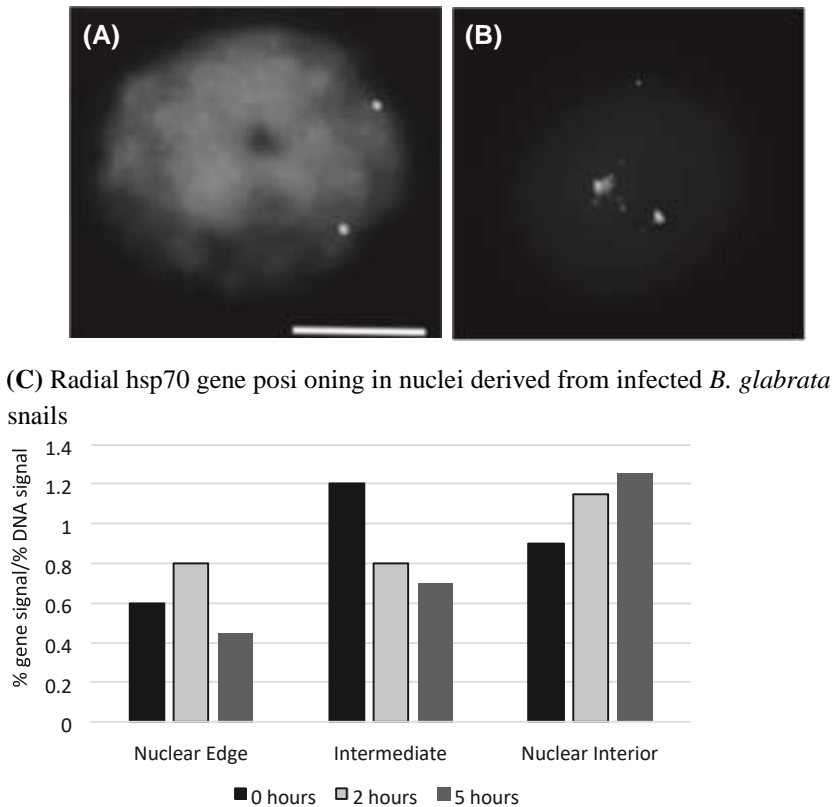 (A)
(B)
(C) Radial hsp70 gene posi oning in nuclei derived from infected B. glabrata
snails
% gene signal/% DNA signal
1.4
1.2
1
0.8
0.6
0.4
0.2
0
Nuclear Edge Intermediate Nuclear Interior
0 hours 2 hours 5 hours